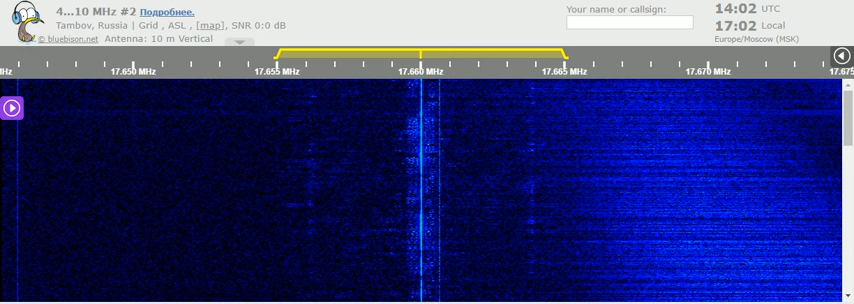 4...10 MHz #2 Подробнее.
Tambov, Russia | Grid , ASL , [map], SNR 0:0 dB
© bluebison.net Antenna: 10 m Vertical
Your name or callsign:
14:02 UTC
17:02 Local
Europe/Moscow (MSK)
MHz 17.650 MHz 17.655 MHz 17.660 MHz 17.665 MHz 17.670 MHz 17.675